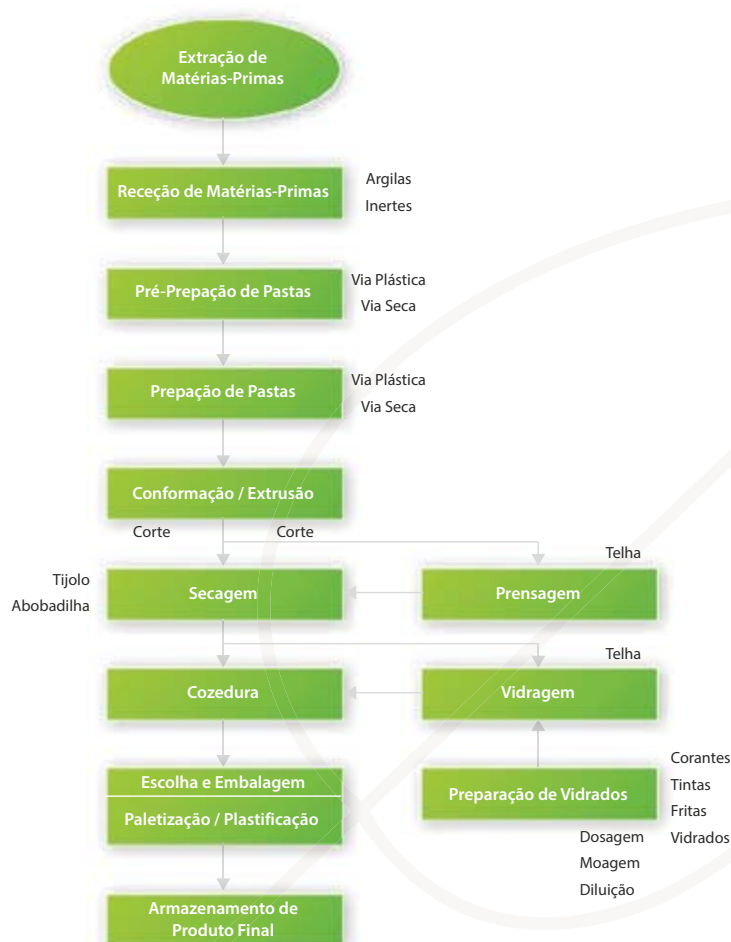 Extração de
Matérias-Primas
Receção de Matérias-Primas
Argilas
Inertes
Pré-Prepação de Pastas
Via Plástica
Via Seca
Prepação de Pastas
Via Plástica
Via Seca
Conformação / Extrusão
Corte
Corte
Telha
Tijolo
Abobadilha
Secagem
Prensagem
Telha
Cozedura
Vidragem
Escolha e Embalagem
Paletização / Plastificação
Preparação de Vidrados
Corantes
Tintas
Fritas
Vidrados
Dosagem
Moagem
Diluição
Armazenamento de
Produto Final